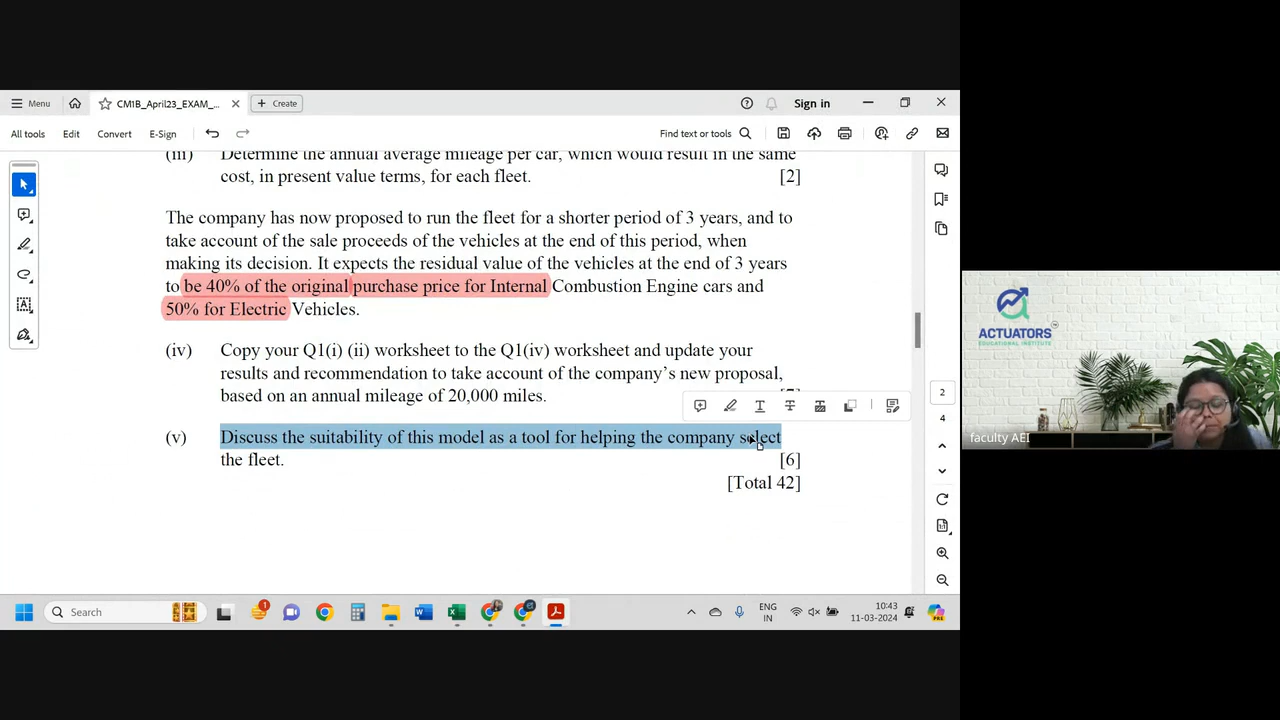 Menu
CM1B_April23_EXAM_...
Create
Sign in
All tools
Edit
Convert
E-Sign
Find text or tools
(iii) Determine the annual average mileage per car, which would result in the same
cost, in present value terms, for each fleet. [2]
The company has now proposed to run the fleet for a shorter period of 3 years, and to
take account of the sale proceeds of the vehicles at the end of this period, when
making its decision. It expects the residual value of the vehicles at the end of 3 years
to be 40% of the original purchase price for Internal Combustion Engine cars and
50% for Electric Vehicles.
(iv) Copy your Q1(i) (ii) worksheet to the Q1(iv) worksheet and update your
results and recommendation to take account of the company's new proposal,
based on an annual mileage of 20,000 miles.
(v) Discuss the suitability of this model as a tool for helping the company select
the fleet. [6]
[Total 42]
2
4
ACTUATORS
EDUCATIONAL INSTITUTE
TM
faculty AEI
Search
1
ENG
IN
10:43
11-03-2024
PRE